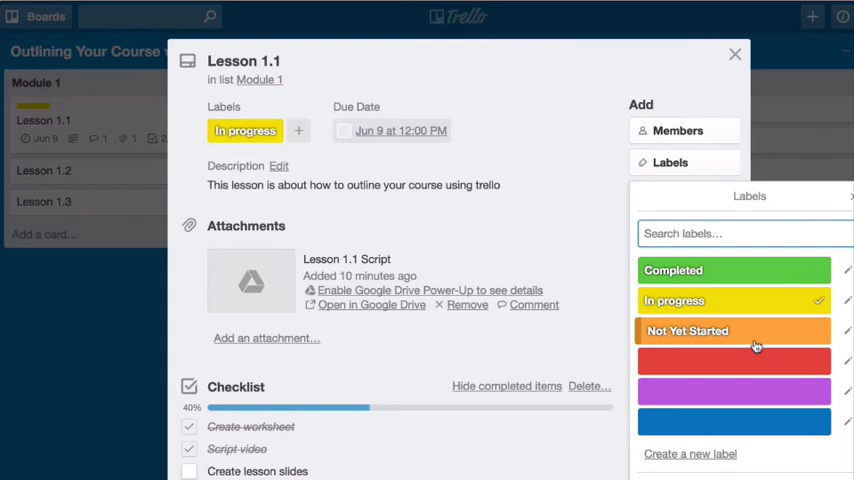 Boards
Trello
Outlining Your Course
Module 1
Lesson 1.1
Jun 9
1
1
Lesson 1.2
Lesson 1.3
Add a card…
Lesson 1.1
in list Module 1
Labels
Due Date
In progress
+
Jun 9 at 12:00 PM
Description Edit
This lesson is about how to outline your course using trello
Attachments
Lesson 1.1 Script
Added 10 minutes ago
Enable Google Drive Power-Up to see details
Open in Google Drive
Remove
Comment
Add an attachment…
Checklist
Hide completed items
Delete…
40%
Create worksheet
Script video
Create lesson slides
Add
Members
Labels
Labels
Search labels…
Completed
In progress
Not Yet Started
Create a new label